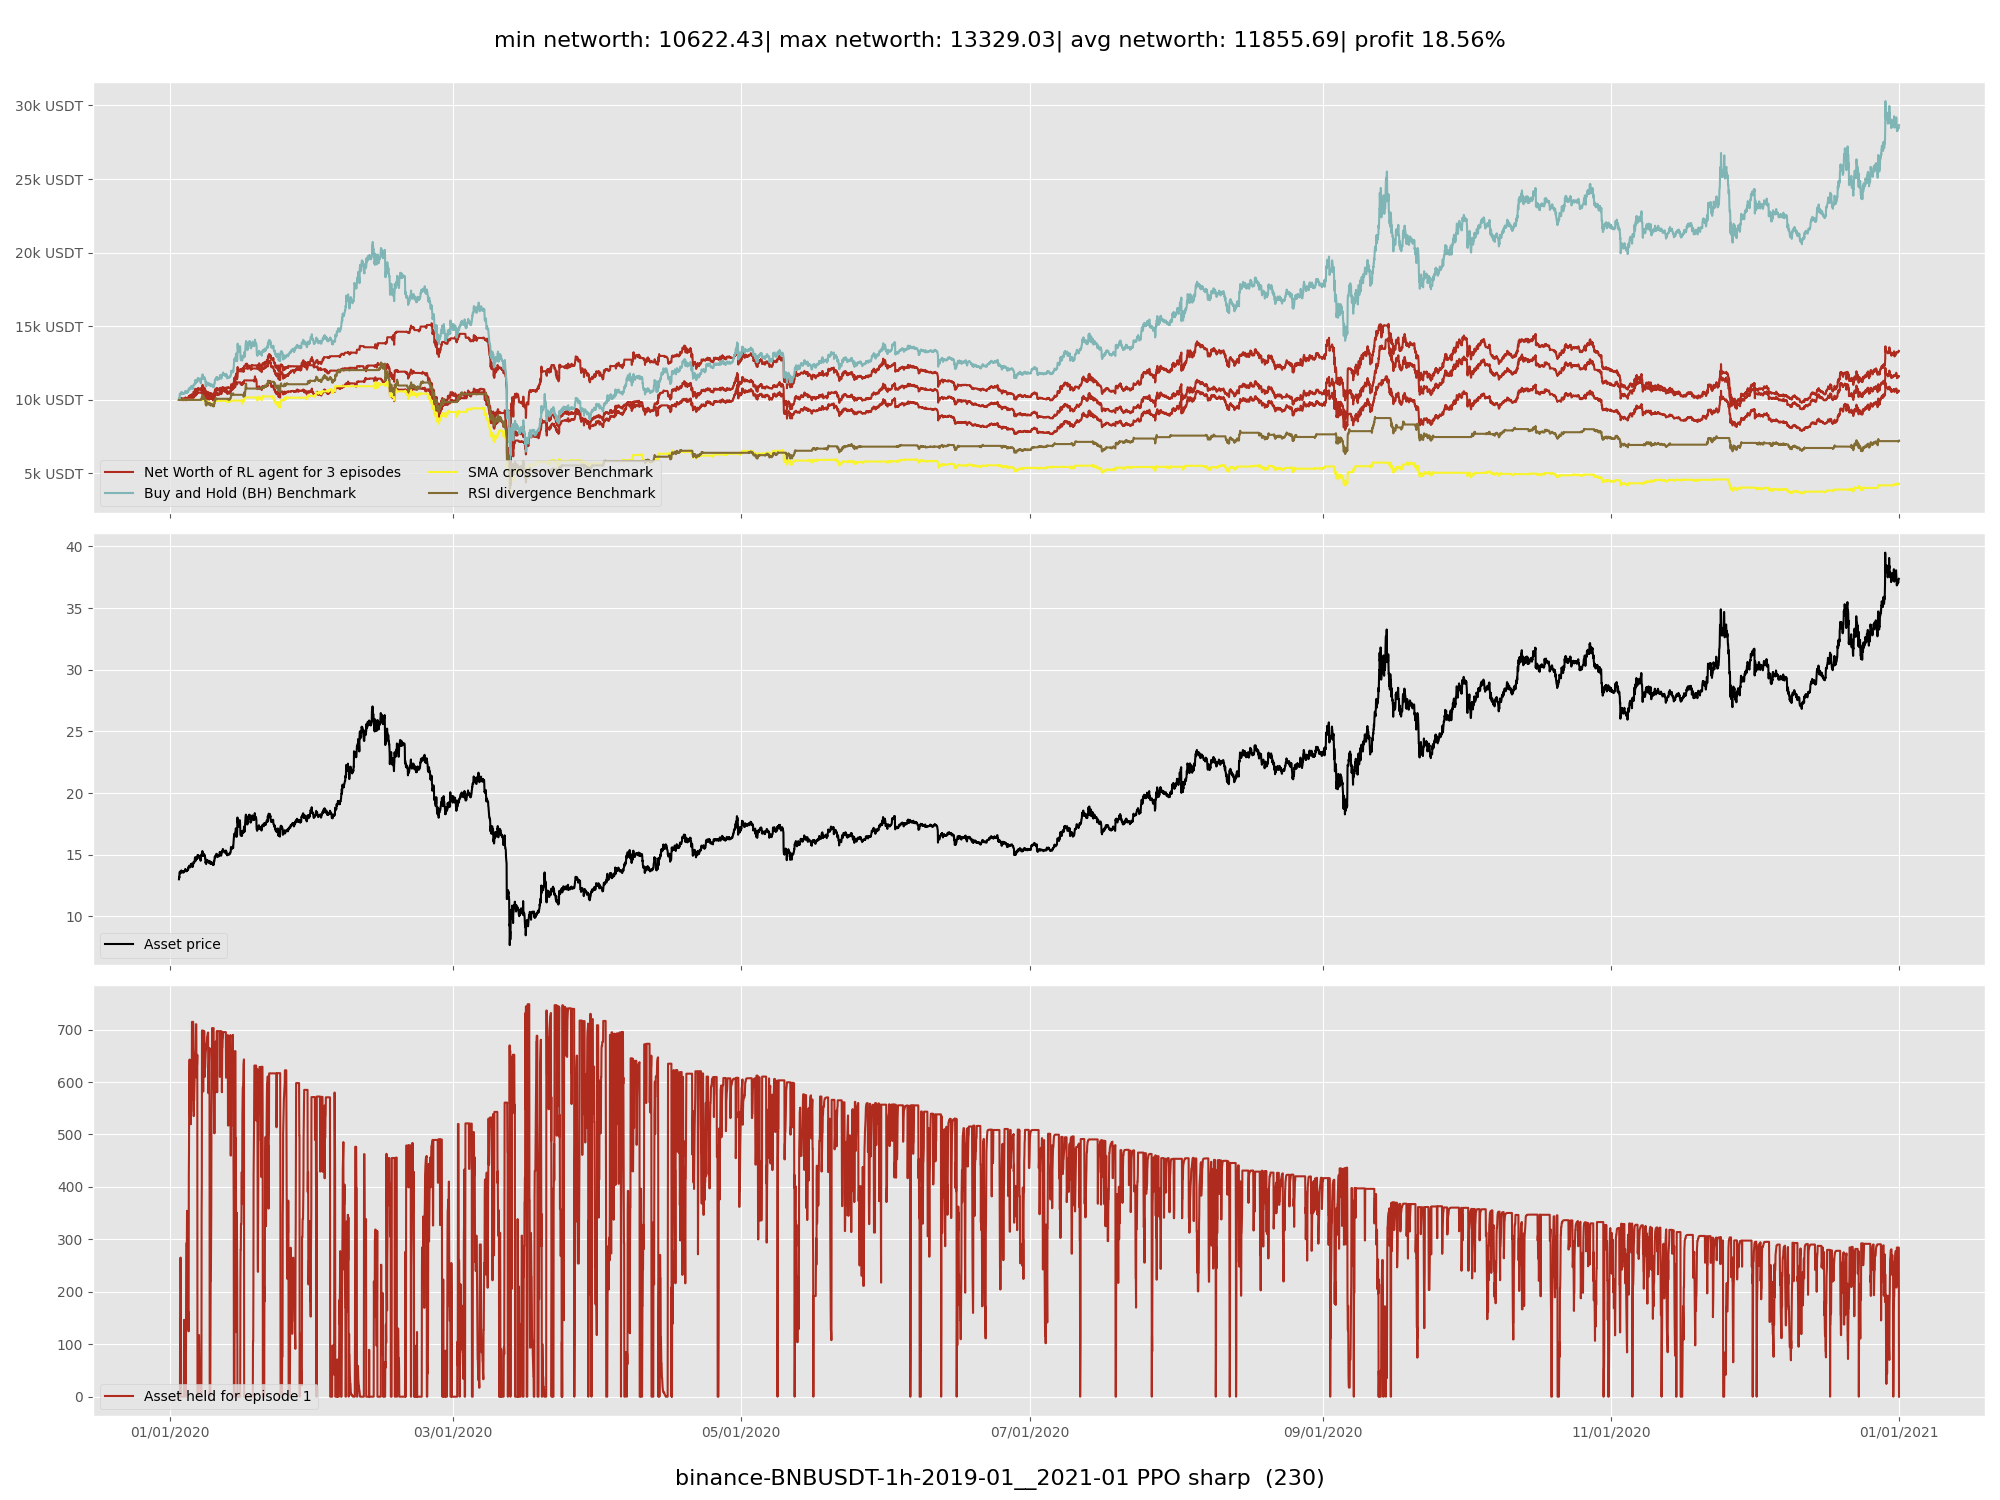 min networth: 10622.43| max networth: 13329.03| avg networth: 11855.69| profit 18.56%
30k USDT
25k USDT
20k USDT
15k USDT
10k USDT
5k USDT
Net Worth of RL agent for 3 episodes
Buy and Hold (BH) Benchmark
SMA crossover Benchmark
RSI divergence Benchmark
40
35
30
25
20
15
10
Asset price
700
600
500
400
300
200
100
0
Asset held for episode 1
01/01/2020
03/01/2020
05/01/2020
07/01/2020
09/01/2020
11/01/2020
01/01/2021
binance-BNBUSDT-1h-2019-01__2021-01 PPO sharp  (230)